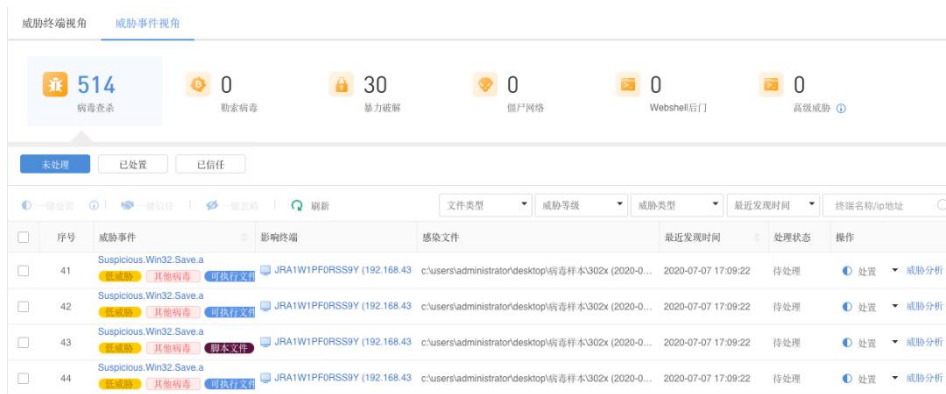 威胁终端视角 威胁事件视角
514 0 30 0 0 0
病毒查杀 勒索病毒 暴力破解 僵尸网络 Webshell后门 高级威胁
未处理 已处置 已信任
一键处置 一键信任 一键忽略 刷新 文件类型 威胁等级 威胁类型 最近发现时间 终端名称/ip地址
序号 威胁事件 影响终端 感染文件 最近发现时间 处理状态 操作
Suspicious.Win32.Save.a
41 低威胁 其他病毒 可执行文件 JRA1W1PF0RSS9Y (192.168.43 c:\users\administrator\desktop\病毒样本\302x (2020-0... 2020-07-07 17:09:22 待处理 处置 威胁分析
Suspicious.Win32.Save.a
42 低威胁 其他病毒 可执行文件 JRA1W1PF0RSS9Y (192.168.43 c:\users\administrator\desktop\病毒样本\302x (2020-0... 2020-07-07 17:09:22 待处理 处置 威胁分析
Suspicious.Win32.Save.a
43 低威胁 其他病毒 脚本文件 JRA1W1PF0RSS9Y (192.168.43 c:\users\administrator\desktop\病毒样本\302x (2020-0... 2020-07-07 17:09:22 待处理 处置 威胁分析
Suspicious.Win32.Save.a
44 低威胁 其他病毒 可执行文件 JRA1W1PF0RSS9Y (192.168.43 c:\users\administrator\desktop\病毒样本\302x (2020-0... 2020-07-07 17:09:22 待处理 处置 威胁分析